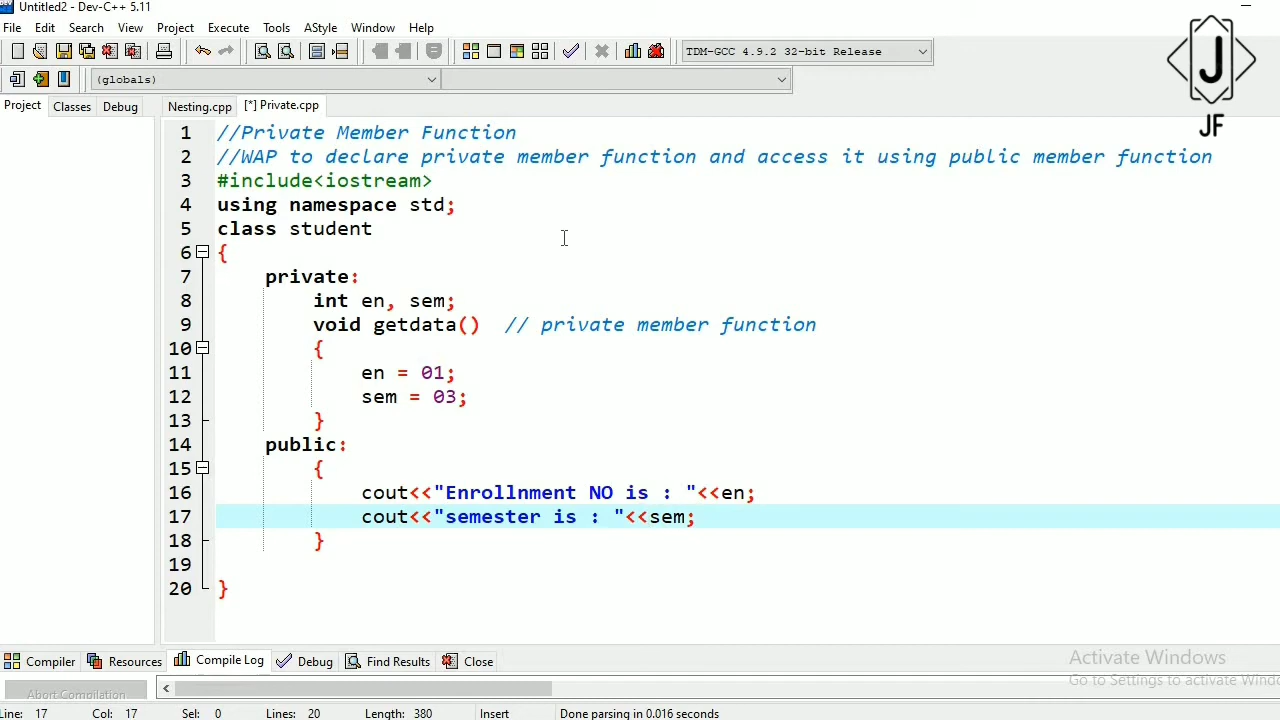 Untitled2 - Dev-C++ 5.11
File Edit Search View Project Execute Tools AStyle Window Help
TDM-GCC 4.9.2 32-bit Release
(globals)
Project Classes Debug Nesting.cpp [*] Private.cpp
J
JF
1 //Private Member Function
2 //WAP to declare private member function and access it using public member function
3 #include<iostream>
4 using namespace std;
5 class student
6 {
7 private:
8 int en, sem;
9 void getdata() // private member function
10 {
11 en = 01;
12 sem = 03;
13 }
14 public:
15 {
16 cout<<"Enrollnment NO is : "<<en;
17 cout<<"semester is : "<<sem;
18 }
19
20 }
Compiler Resources Compile Log Debug Find Results Close
Activate Windows
Go to Settings to activate Windo
Abort Compilation
Line: 17 Col: 17 Sel: 0 Lines: 20 Length: 380 Insert Done parsing in 0.016 seconds